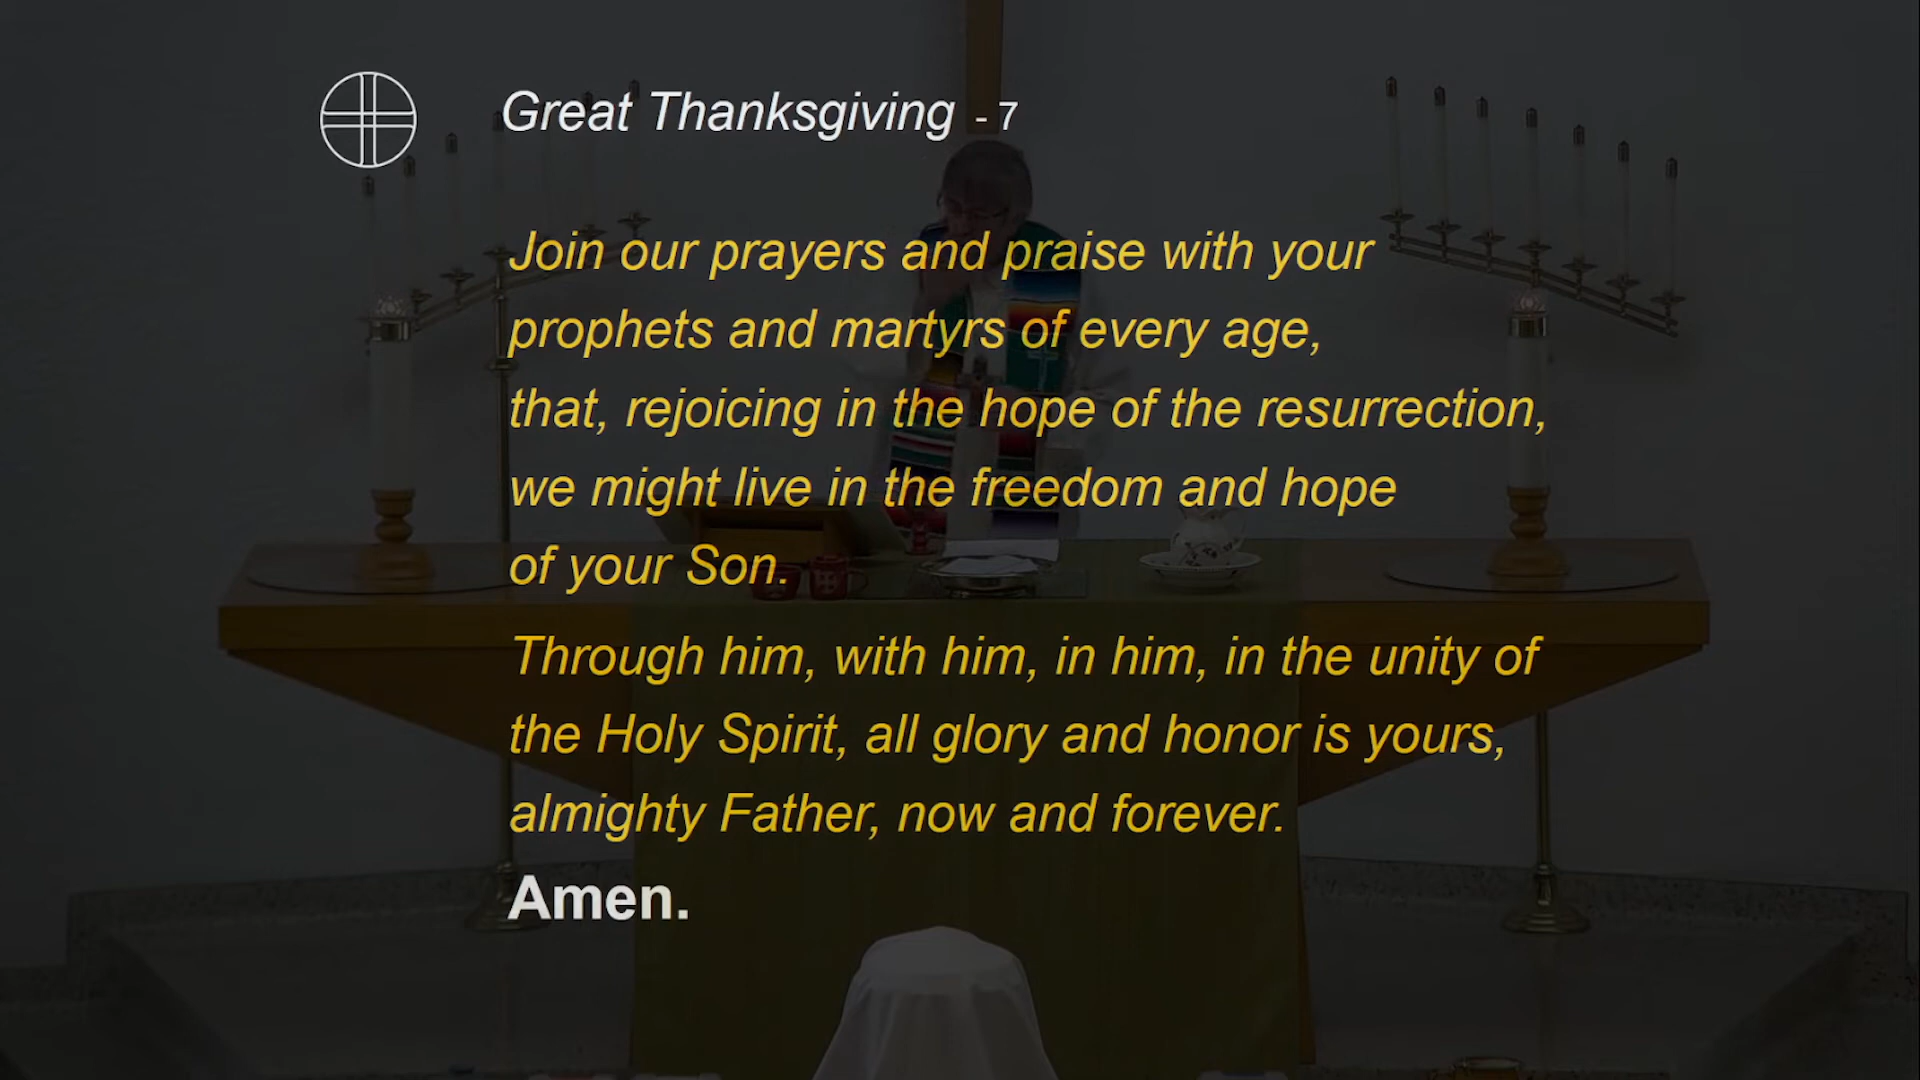 Great Thanksgiving - 7
Join our prayers and praise with your
prophets and martyrs of every age,
that, rejoicing in the hope of the resurrection,
we might live in the freedom and hope
of your Son.
Through him, with him, in him, in the unity of
the Holy Spirit, all glory and honor is yours,
almighty Father, now and forever.
Amen.